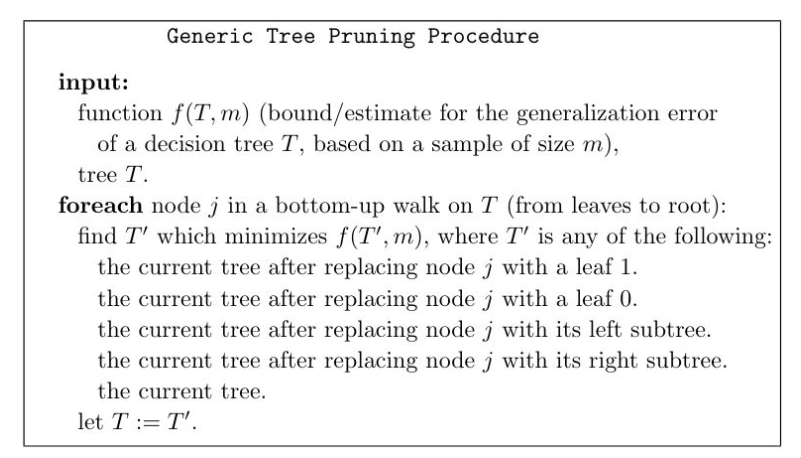 Generic Tree Pruning Procedure
input:
function f(T, m) (bound/estimate for the generalization error
of a decision tree T, based on a sample of size m),
tree T.
foreach node j in a bottom-up walk on T (from leaves to root):
find T′ which minimizes f(T′, m), where T′ is any of the following:
the current tree after replacing node j with a leaf 1.
the current tree after replacing node j with a leaf 0.
the current tree after replacing node j with its left subtree.
the current tree after replacing node j with its right subtree.
the current tree.
let T := T′.